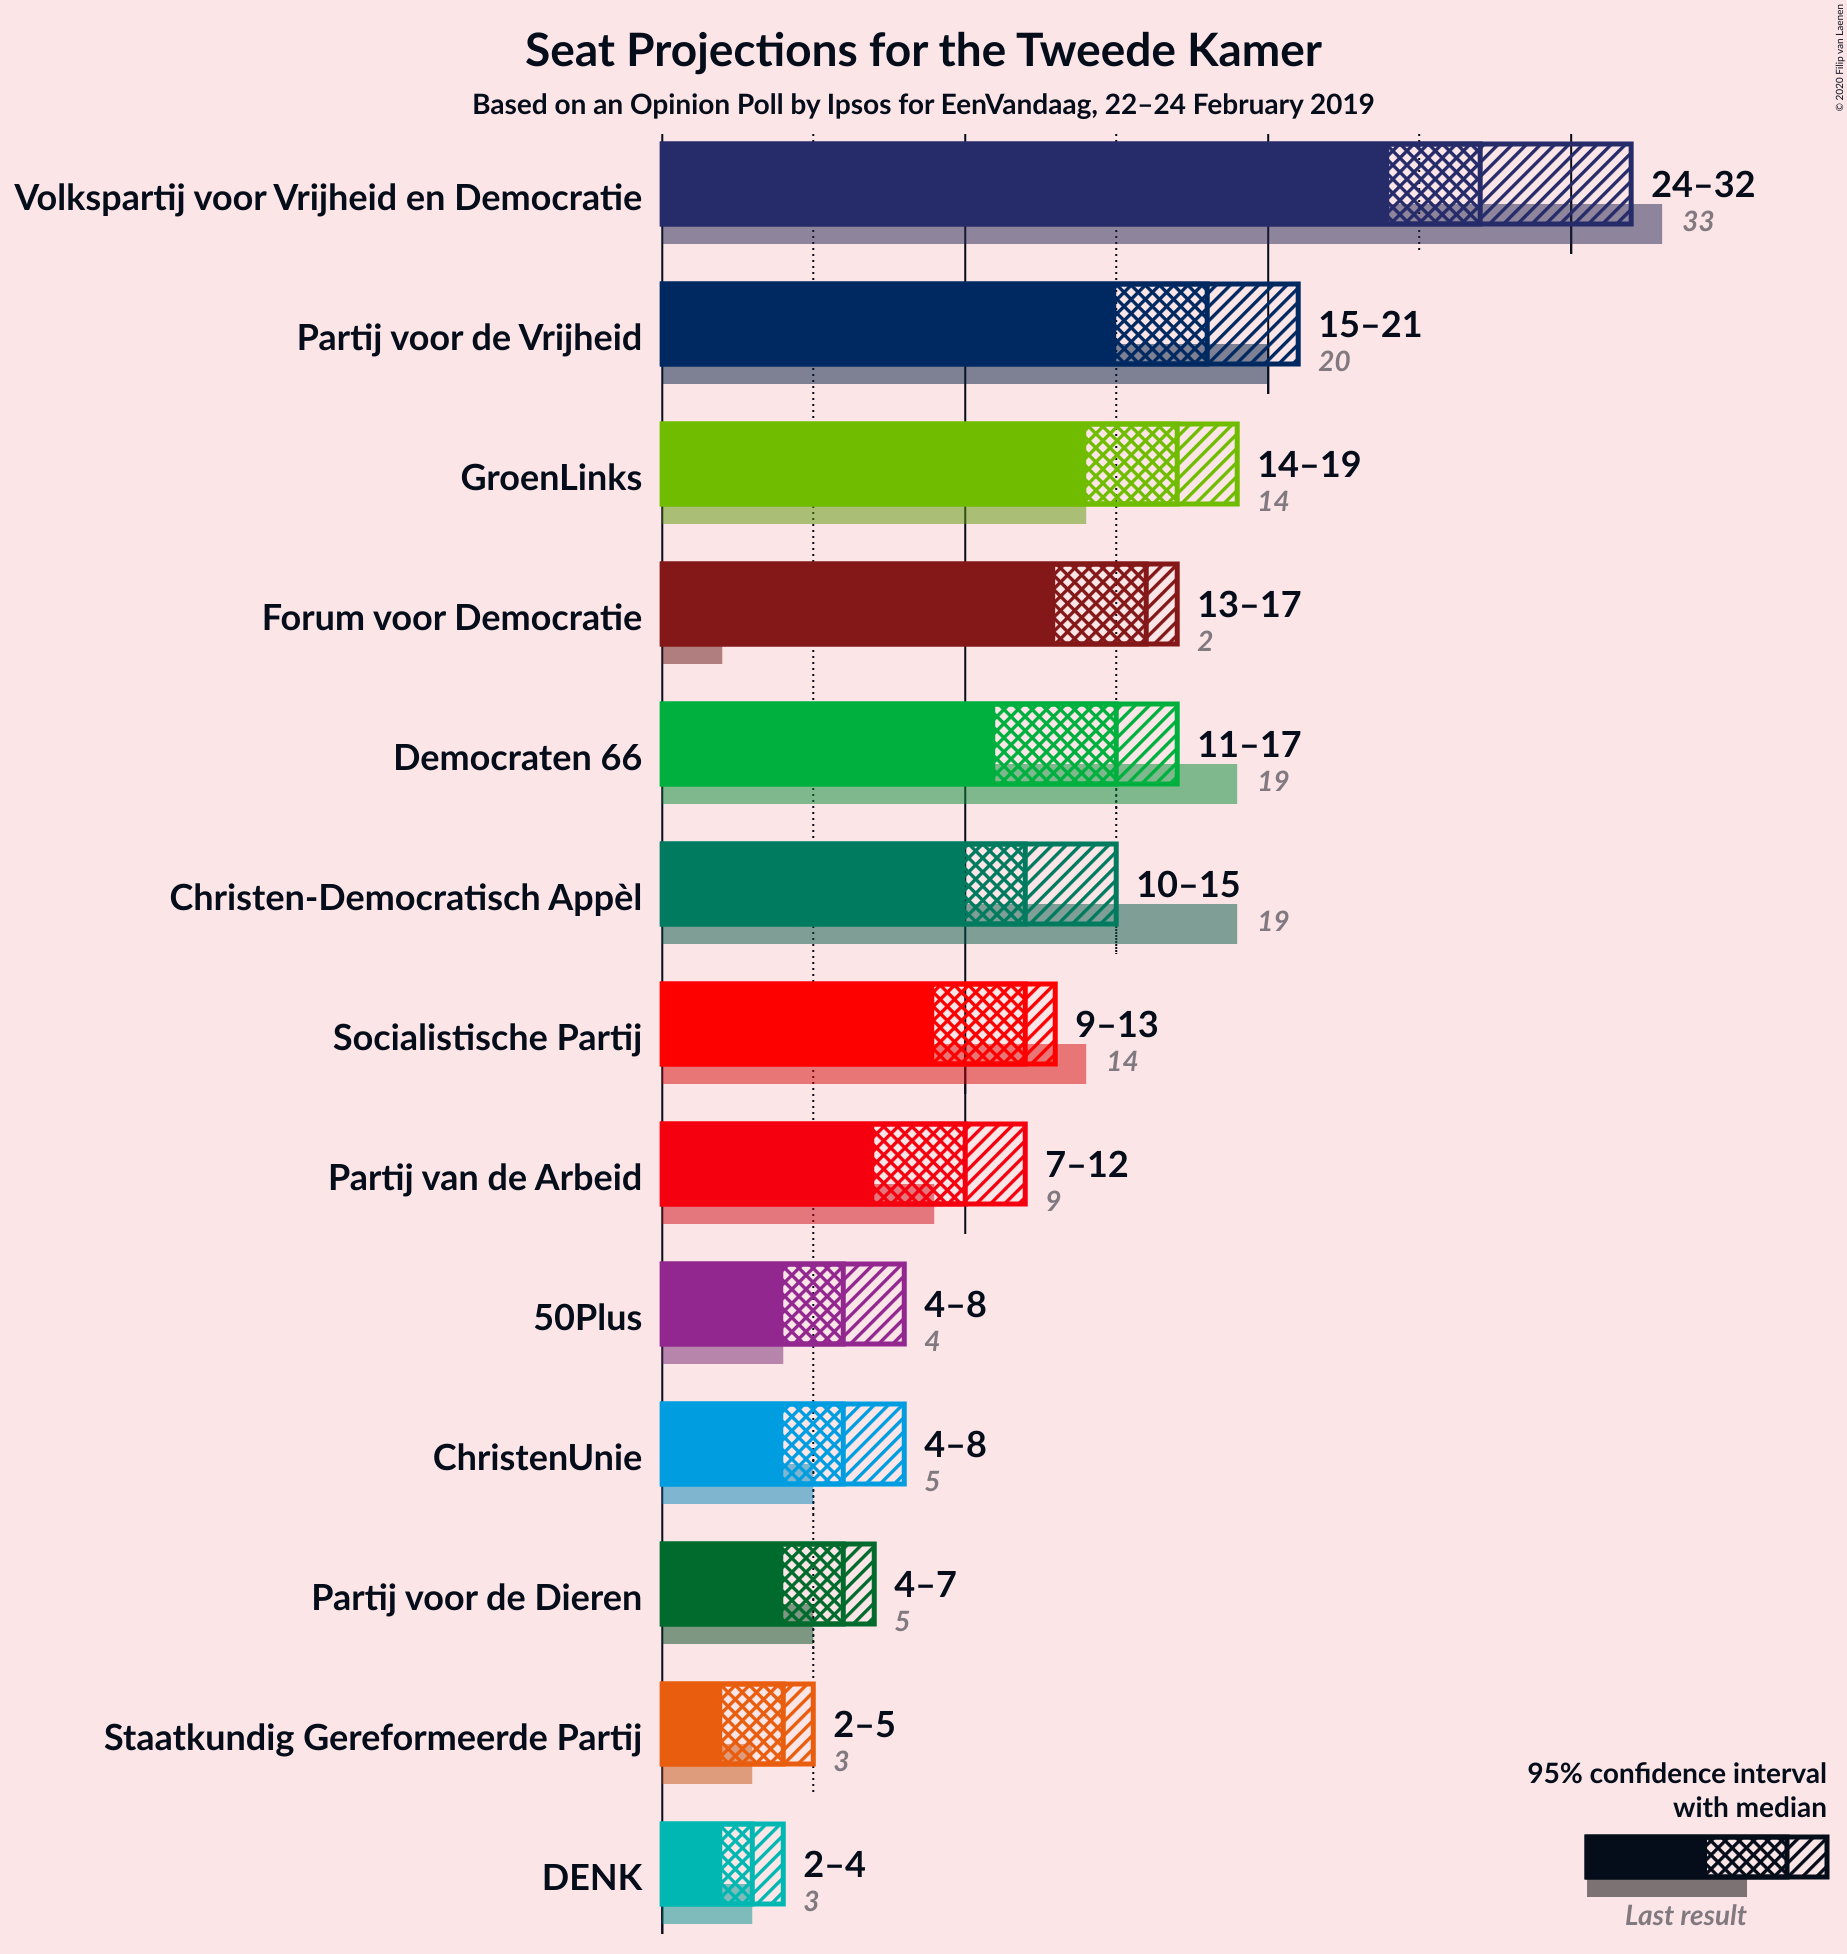 Seat Projections for the Tweede Kamer
Based on an Opinion Poll by Ipsos for EenVandaag, 22–24 February 2019
© 2020 Filip van Laenen
Volkspartij voor Vrijheid en Democratie
24–32
33
Partij voor de Vrijheid
15–21
20
GroenLinks
14–19
14
Forum voor Democratie
13–17
2
Democraten 66
11–17
19
Christen-Democratisch Appèl
10–15
19
Socialistische Partij
9–13
14
Partij van de Arbeid
7–12
9
50Plus
4–8
4
ChristenUnie
4–8
5
Partij voor de Dieren
4–7
5
Staatkundig Gereformeerde Partij
2–5
3
DENK
2–4
3
95% confidence interval
with median
Last result